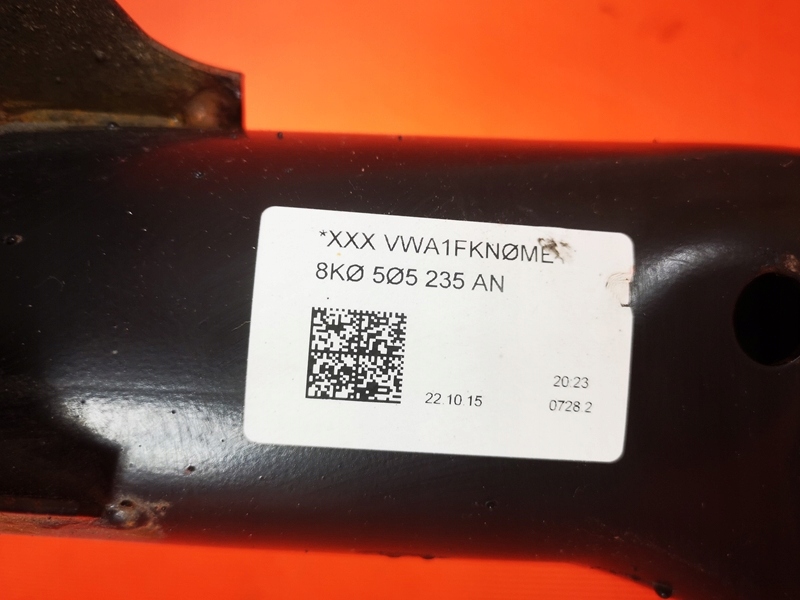 *XXX VWA1FKNØME
8KØ 5Ø5 235 AN
20:23
22.10.15
0728.2